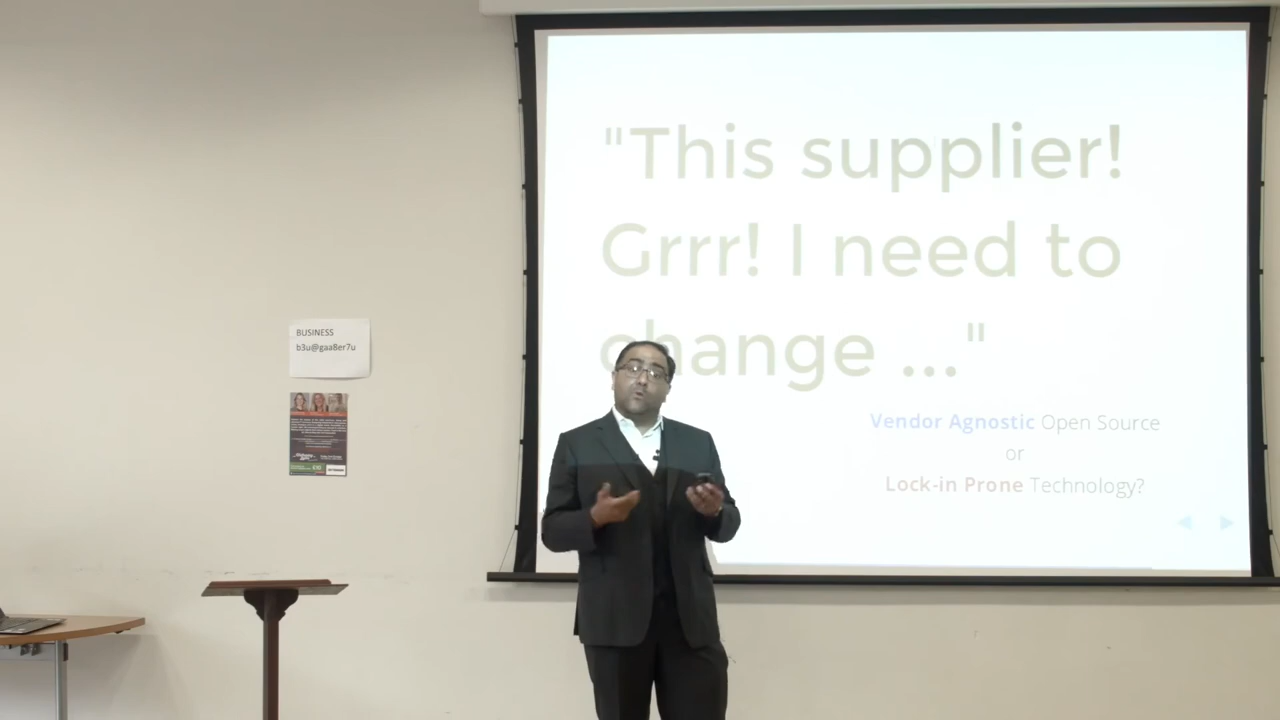 "This supplier!
Grrr! I need to
change ..."
Vendor Agnostic Open Source
or
Lock-in Prone Technology?
BUSINESS
b3u@gaa8er7u